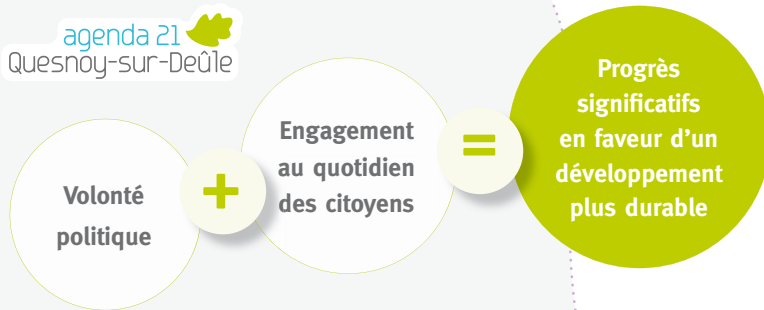 agenda 21
Quesnoy-sur-Deûle
Volonté
politique
+
Engagement
au quotidien
des citoyens
=
Progrès
significatifs
en faveur d’un
développement
plus durable